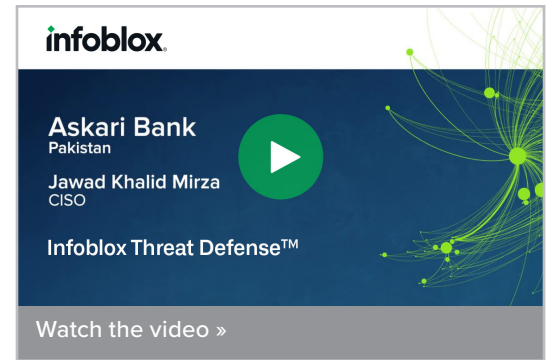 infoblox.
Askari Bank
Pakistan
Jawad Khalid Mirza
CISO
Infoblox Threat Defense™
Watch the video »